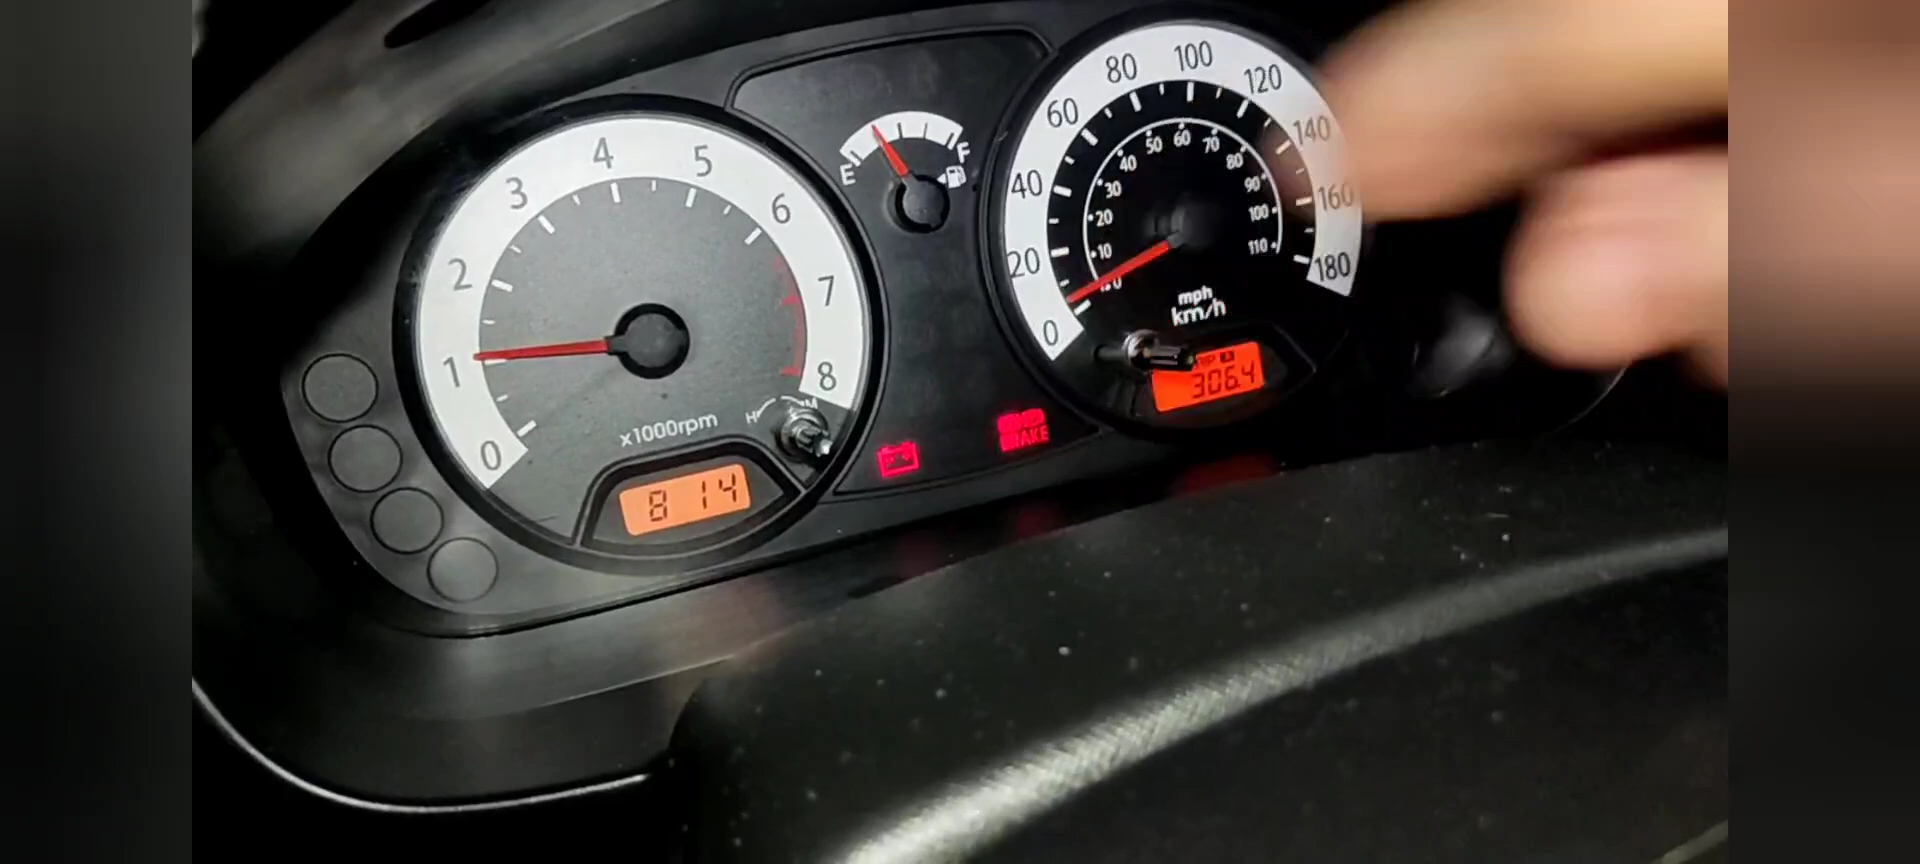 0 1 2 3 4 5 6 7 8
x1000rpm
H M
8 14
E F
0 20 40 60 80 100 120 140 160 180
10 20 30 40 50 60 70 80 90 100 110
mph
km/h
306.4